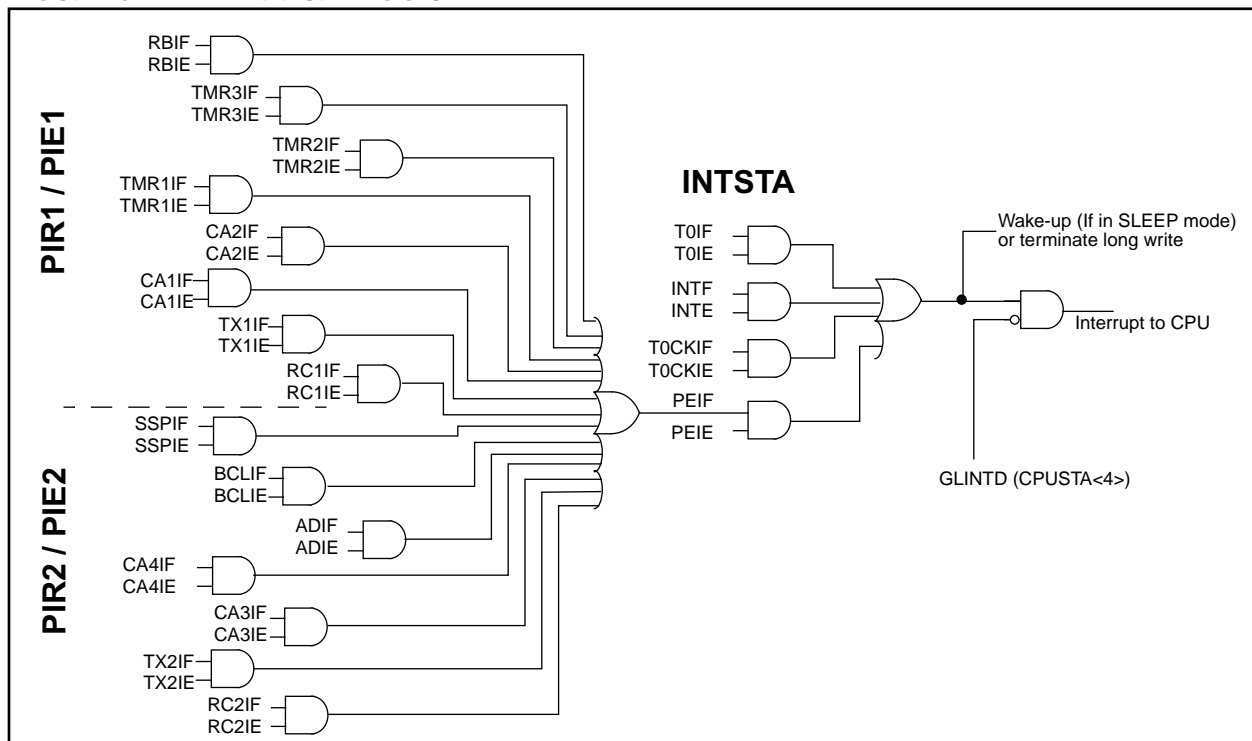 PIR1 / PIE1
RBIF
RBIE
TMR3IF
TMR3IE
TMR2IF
TMR2IE
TMR1IF
TMR1IE
CA2IF
CA2IE
CA1IF
CA1IE
TX1IF
TX1IE
RC1IF
RC1IE
PIR2 / PIE2
SSPIF
SSPIE
BCLIF
BCLIE
ADIF
ADIE
CA4IF
CA4IE
CA3IF
CA3IE
TX2IF
TX2IE
RC2IF
RC2IE
INTSTA
T0IF
T0IE
INTF
INTE
T0CKIF
T0CKIE
PEIF
PEIE
Wake-up (If in SLEEP mode)
or terminate long write
Interrupt to CPU
GLINTD (CPUSTA<4>)